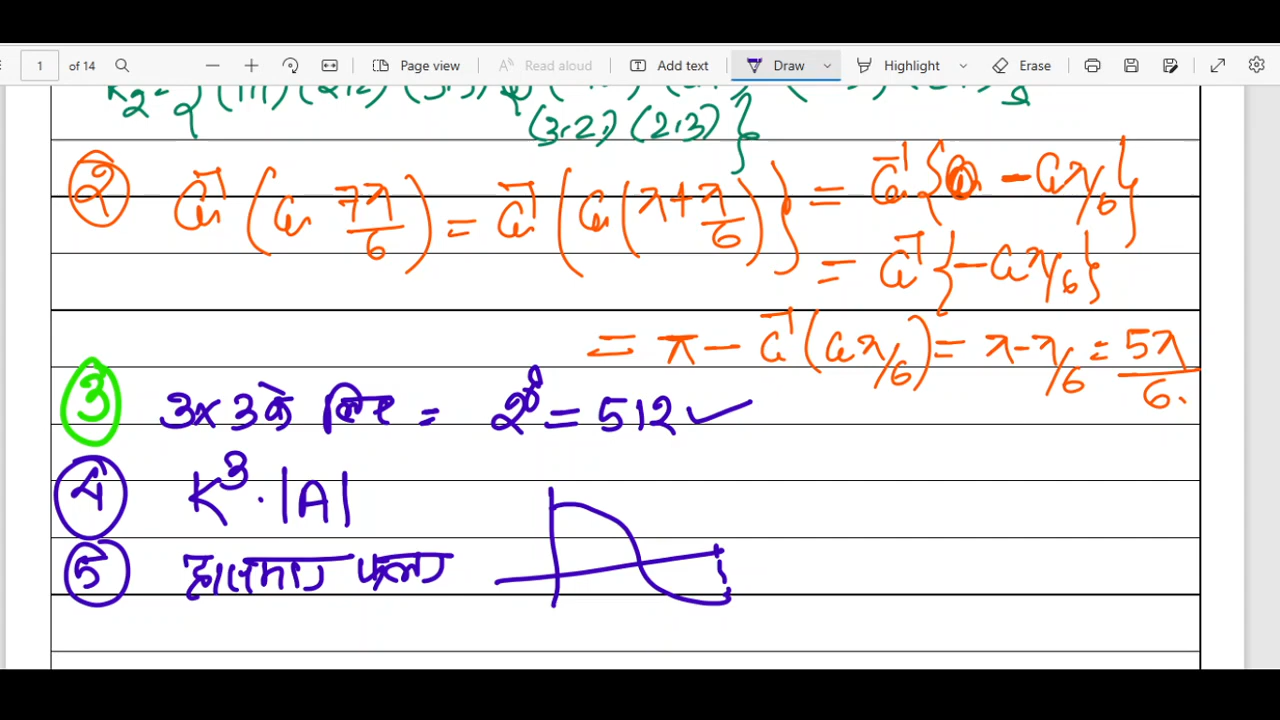 1 of 14 Page view Read aloud Add text Draw Highlight Erase
(3,2) (2,3) }
② cos⁻¹(cos 7π/6) = cos⁻¹(cos(π+π/6)} = cos⁻¹{ -cos π/6}
= cos⁻¹{-cos π/6}
= π - cos⁻¹(cos π/6) = π-π/6 = 5π/6.
③ 3x3 के लिए = 2⁹ = 512 ✓
④ K³.|A|
⑤ ह्रासमान फलन